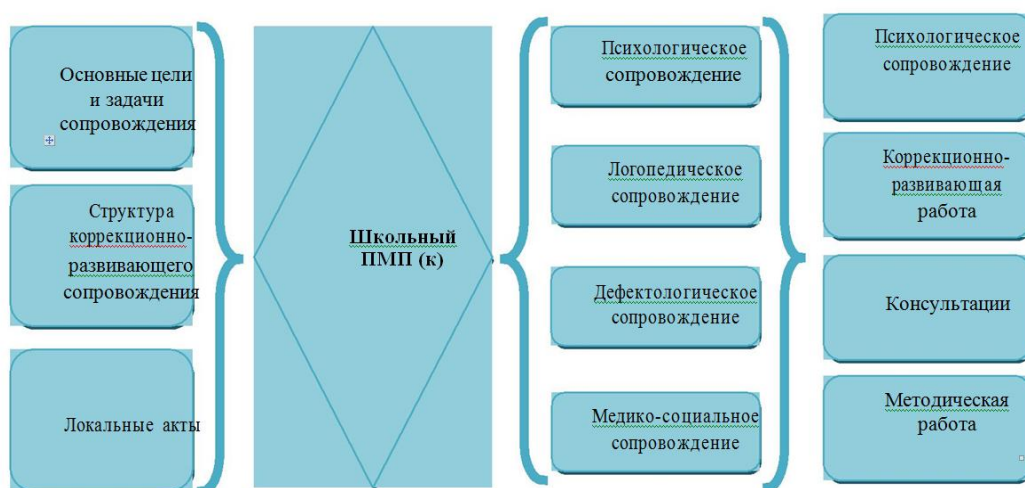 Основные цели
и задачи
сопровождения
Структура
коррекционно-
развивающего
сопровождения
Локальные акты
Школьный
ПМП (к)
Психологическое
сопровождение
Логопедическое
сопровождение
Дефектологическое
сопровождение
Медико-социальное
сопровождение
Психологическое
сопровождение
Коррекционно-
развивающая
работа
Консультации
Методическая
работа